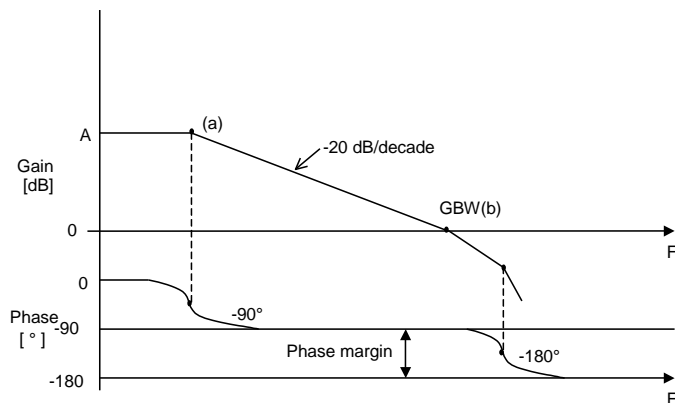 (a)
A
-20 dB/decade
Gain
[dB]
GBW(b)
0
F
0
Phase
-90°
-90
[ ° ]
Phase margin
-180°
-180
F